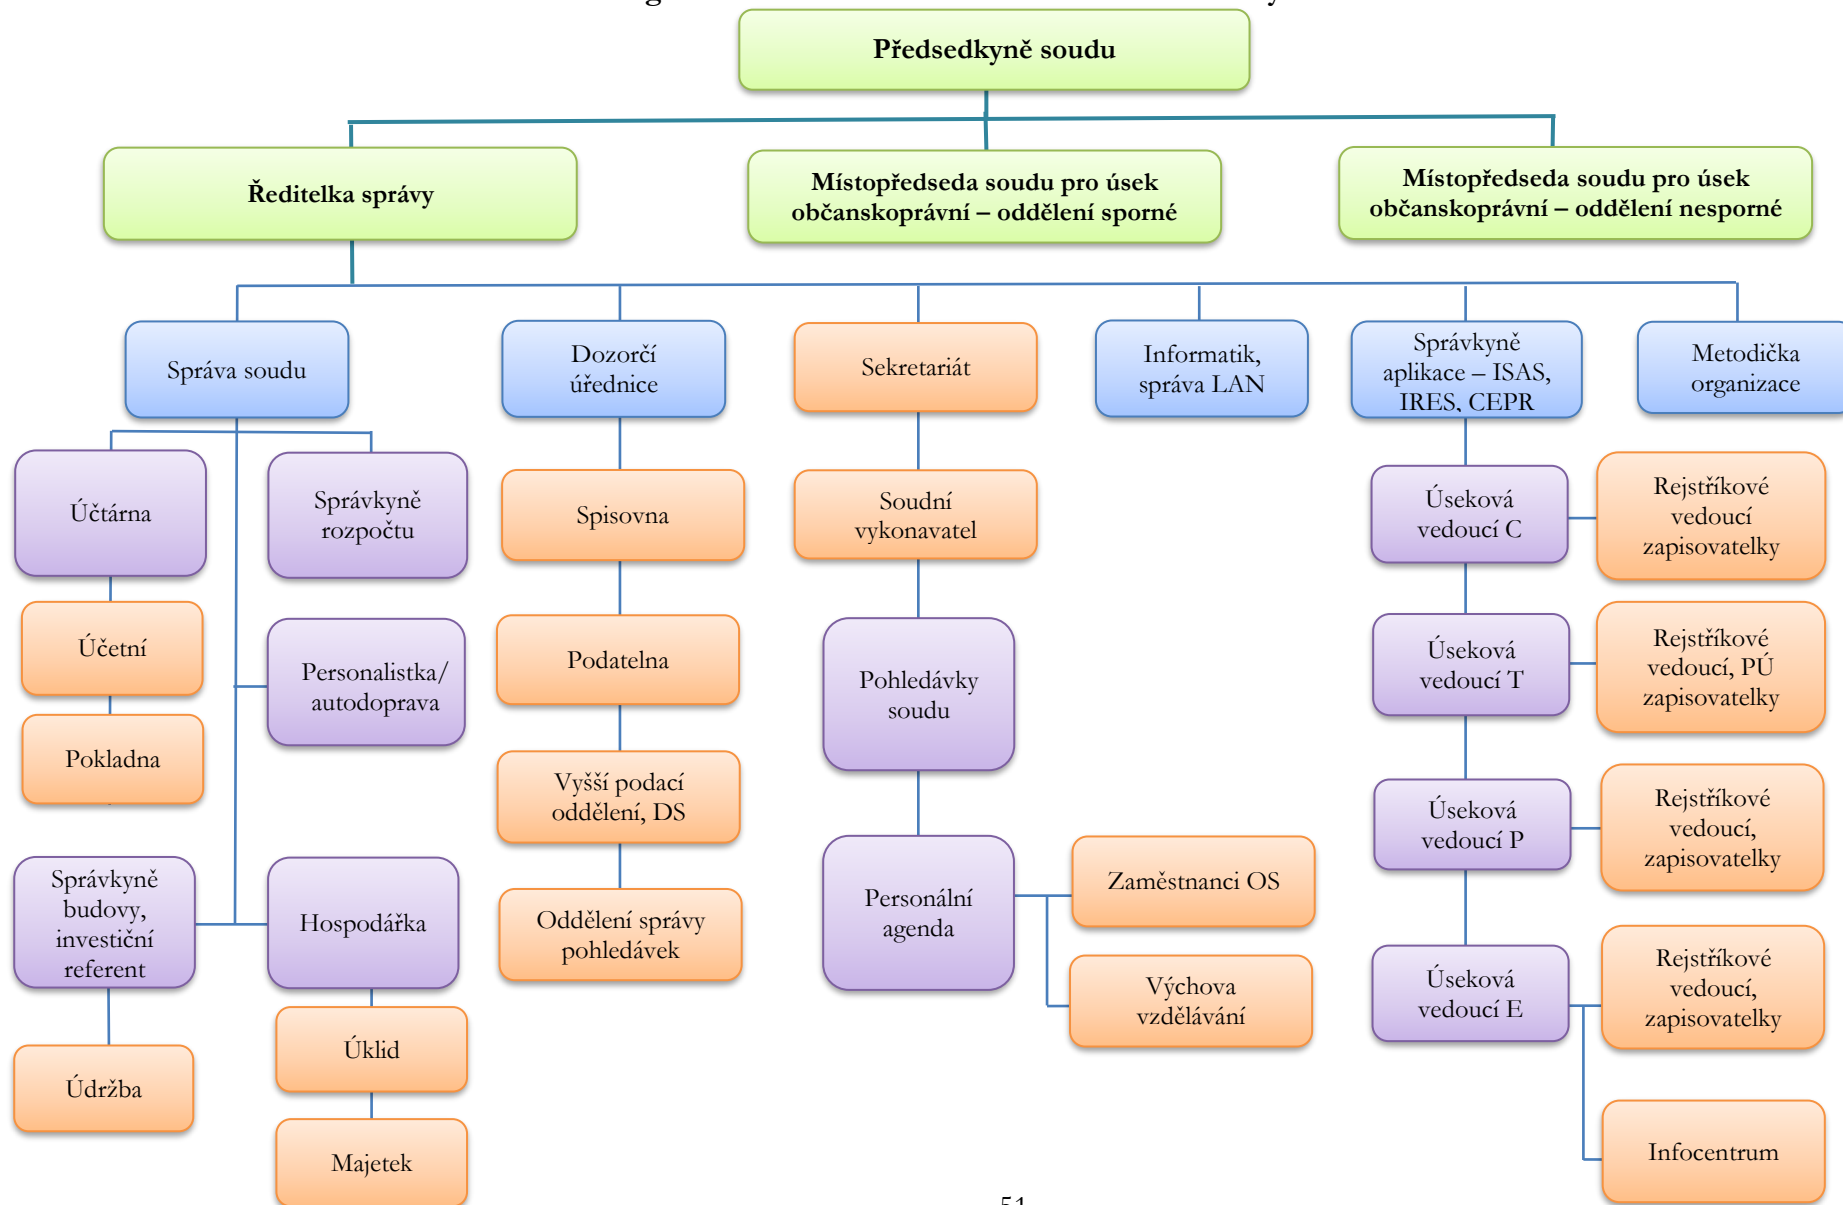 Předsedkyně soudu
Ředitelka správy
Místopředseda soudu pro úsek
občanskoprávní – oddělení sporné
Místopředseda soudu pro úsek
občanskoprávní – oddělení nesporné
Správa soudu
Dozorčí
úřednice
Sekretariát
Informatik,
správa LAN
Správkyně
aplikace – ISAS,
IRES, CEPR
Metodička
organizace
Účtárna
Správkyně
rozpočtu
Spisovna
Soudní
vykonavatel
Úseková
vedoucí C
Rejstříkové
vedoucí
zapisovatelky
Účetní
Personalistka/
autodoprava
Podatelna
Pohledávky
soudu
Úseková
vedoucí T
Rejstříkové
vedoucí, PÚ
zapisovatelky
Pokladna
Vyšší podací
oddělení, DS
Úseková
vedoucí P
Rejstříkové
vedoucí,
zapisovatelky
Správkyně
budovy,
investiční
referent
Hospodářka
Oddělení správy
pohledávek
Personální
agenda
Zaměstnanci OS
Výchova
vzdělávání
Úseková
vedoucí E
Rejstříkové
vedoucí,
zapisovatelky
Údržba
Úklid
Majetek
Infocentrum
51